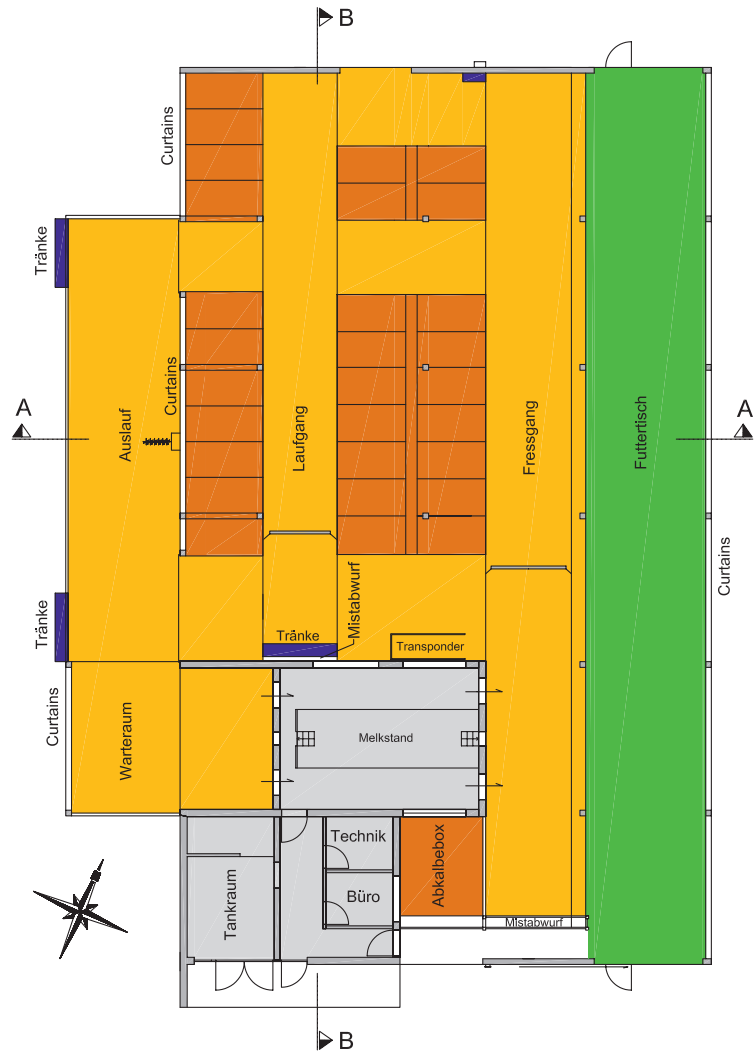 B
Curtains
Tränke
A
Curtains
Auslauf
Laufgang
Fressgang
Futtertisch
A
Curtains
Tränke
Tränke
Mistabwurf
Transponder
Curtains
Warteraum
Melkstand
Technik
Büro
Tankraum
Abkalbebox
Mistabwurf
B